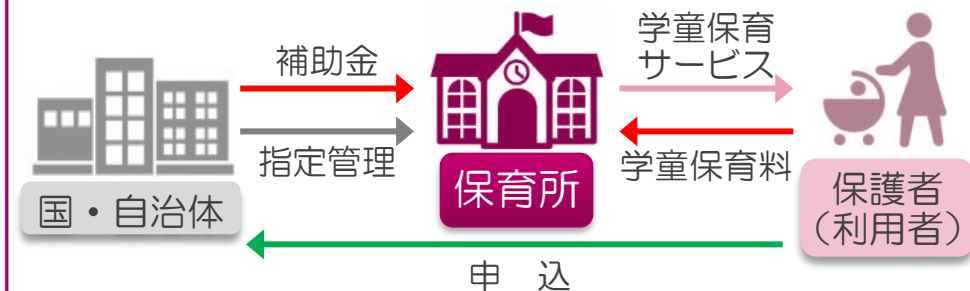 補助金
指定管理
国・自治体
保育所
学童保育
サービス
学童保育料
保護者
（利用者）
申　込